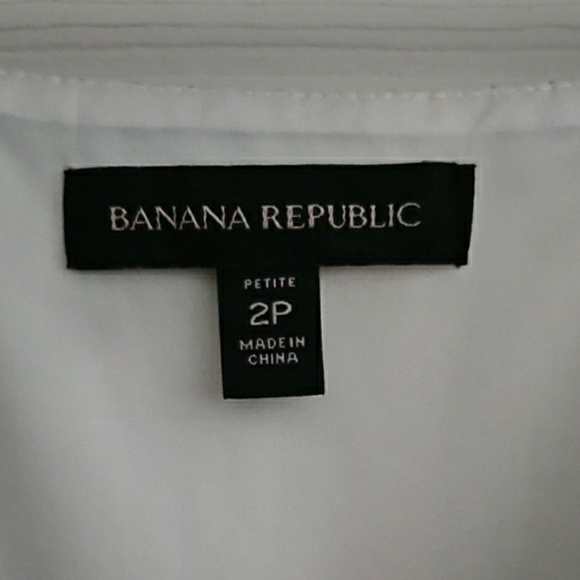 BANANA REPUBLIC
PETITE
2P
MADE IN
CHINA